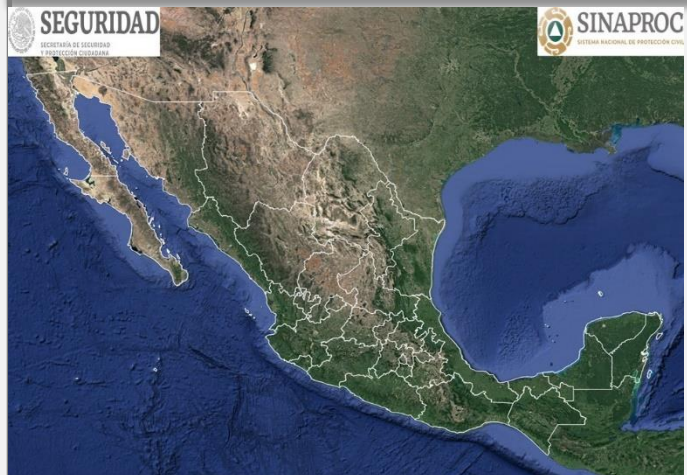 SEGURIDAD
SECRETARÍA DE SEGURIDAD
Y PROTECCIÓN CIUDADANA
SINAPROC
SISTEMA NACIONAL DE PROTECCIÓN CIVIL